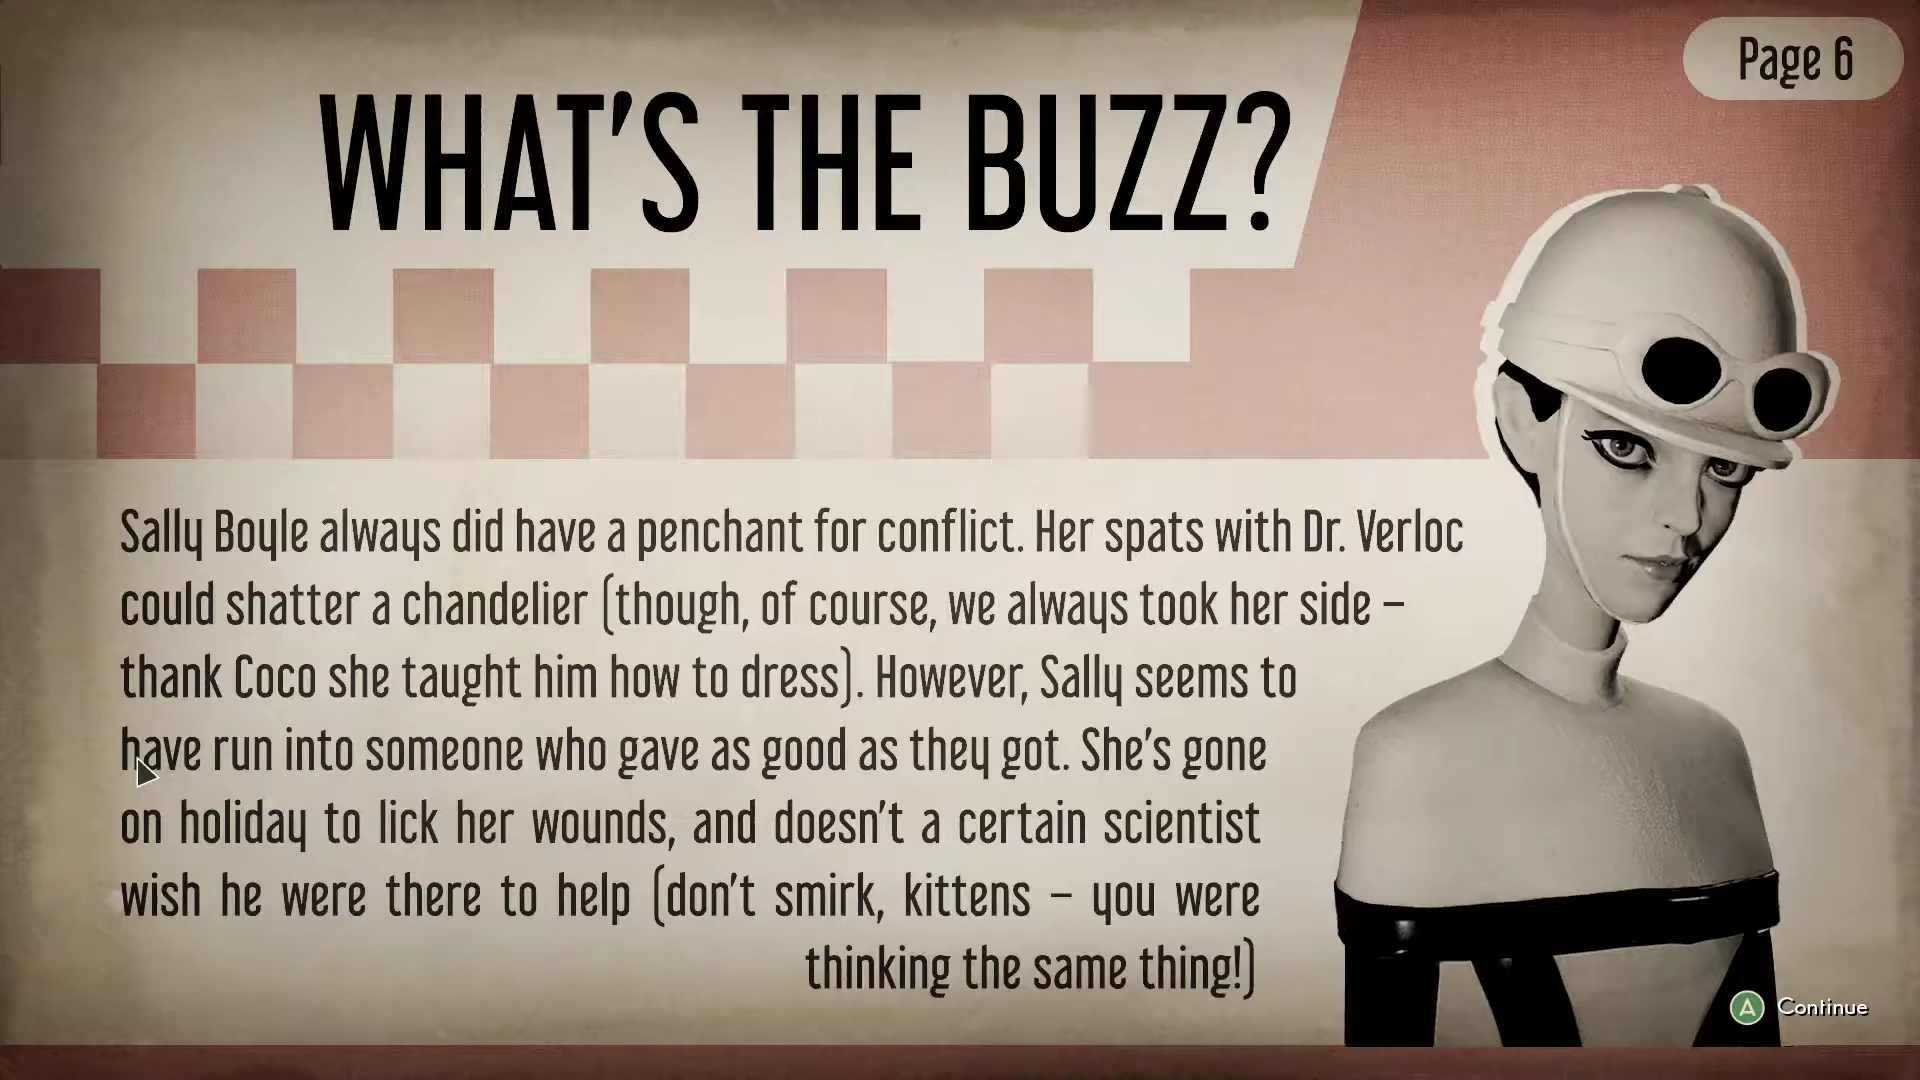 Page 6
WHAT'S THE BUZZ?
Sally Boyle always did have a penchant for conflict. Her spats with Dr. Verloc
could shatter a chandelier (though, of course, we always took her side –
thank Coco she taught him how to dress). However, Sally seems to
have run into someone who gave as good as they got. She's gone
on holiday to lick her wounds, and doesn't a certain scientist
wish he were there to help (don't smirk, kittens – you were
thinking the same thing!)
A Continue